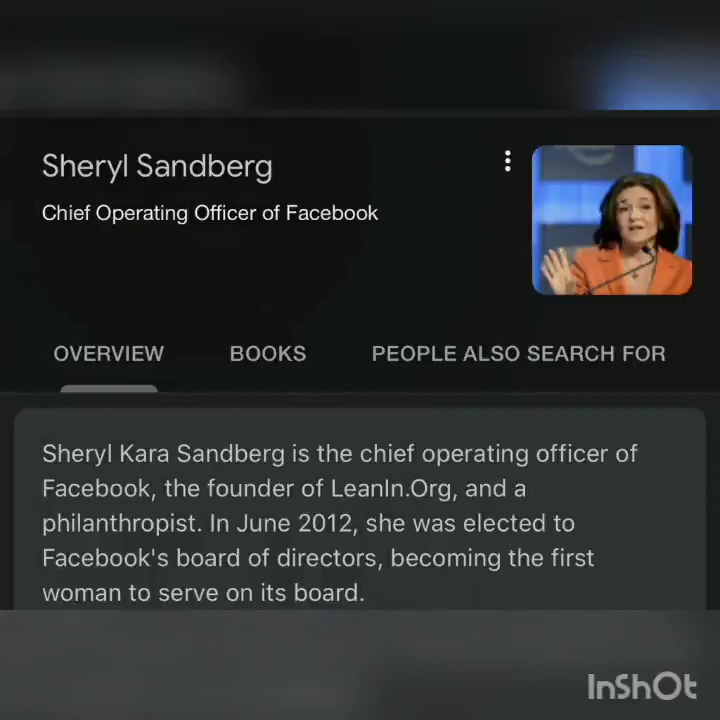 Sheryl Sandberg
Chief Operating Officer of Facebook
OVERVIEW BOOKS PEOPLE ALSO SEARCH FOR
Sheryl Kara Sandberg is the chief operating officer of
Facebook, the founder of LeanIn.Org, and a
philanthropist. In June 2012, she was elected to
Facebook's board of directors, becoming the first
woman to serve on its board.
InShOt